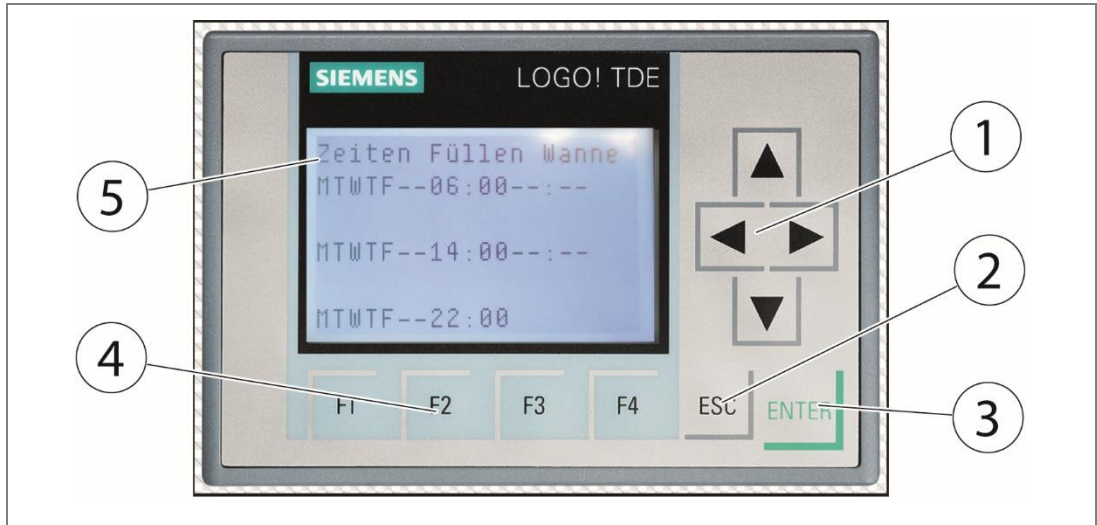 SIEMENS LOGO! TDE
Zeiten Füllen Wanne
MTWTF--06:00--:--
MTWTF--14:00--:--
MTWTF--22:00
F1 F2 F3 F4 ESC ENTER
1
2
3
4
5